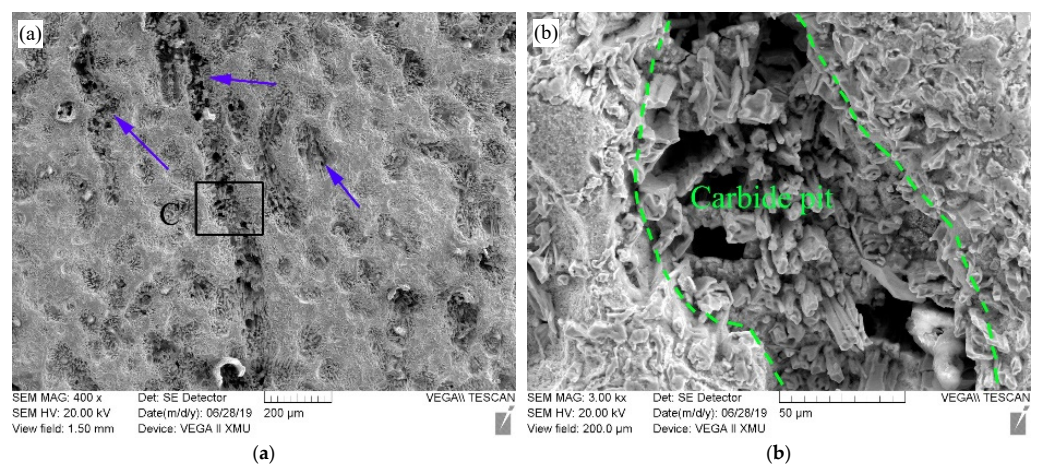 (a)
C
SEM MAG: 400 x
Det: SE Detector
VEGA\\ TESCAN
SEM HV: 20.00 kV
Date(m/d/y): 06/28/19
200 µm
View field: 1.50 mm
Device: VEGA II XMU
(a)
(b)
Carbide pit
SEM MAG: 3.00 kx
Det: SE Detector
VEGA\\ TESCAN
SEM HV: 20.00 kV
Date(m/d/y): 06/28/19
50 µm
View field: 200.0 µm
Device: VEGA II XMU
(b)